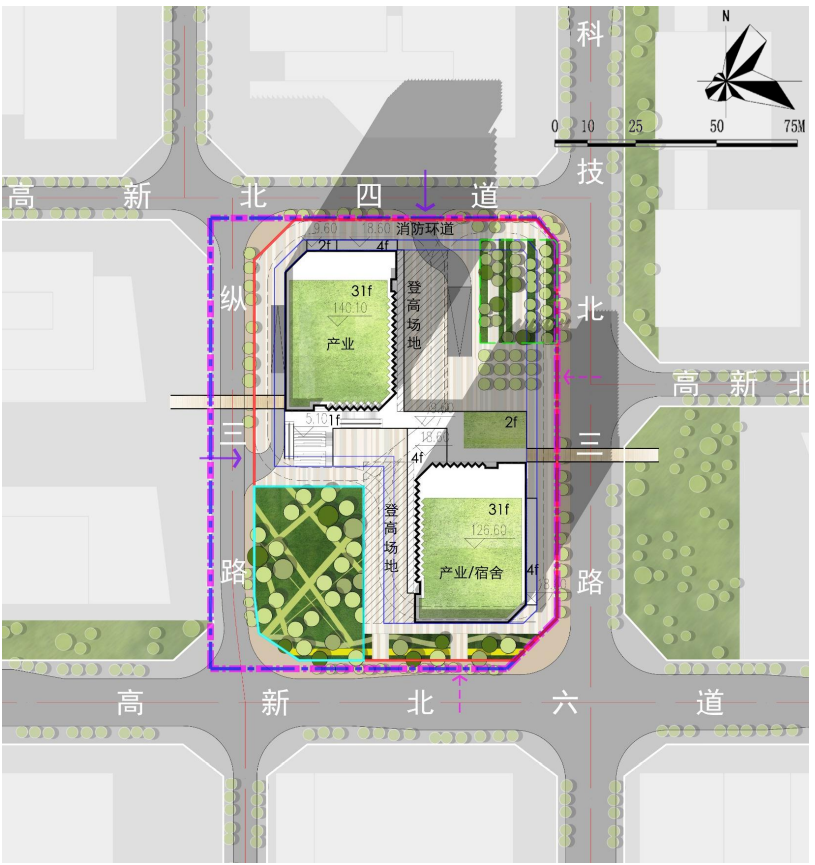 N
科
0 10 25 50 75M
技
高 新 北 四 道
消防环道
18.60
2f
4f
31f
登高场地
纵
140.10
北
产业
高 新 北
5.10
1f
2f
三
18.60
三
4f
31f
登高场地
126.60
产业/宿舍
4f
路
路
高 新 北 六 道